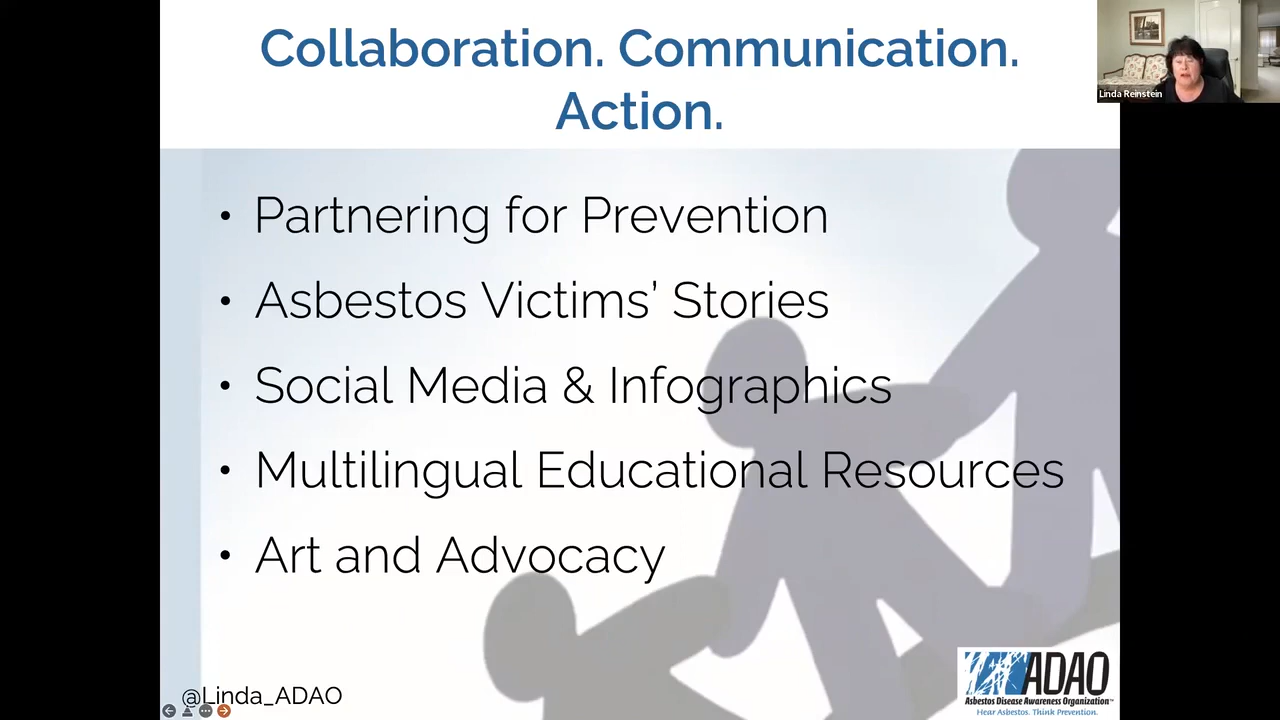 Collaboration. Communication.
Action.
Linda Reinstein
• Partnering for Prevention
• Asbestos Victims’ Stories
• Social Media & Infographics
• Multilingual Educational Resources
• Art and Advocacy
@Linda_ADAO
ADAO
Asbestos Disease Awareness Organization™
Hear Asbestos. Think Prevention.